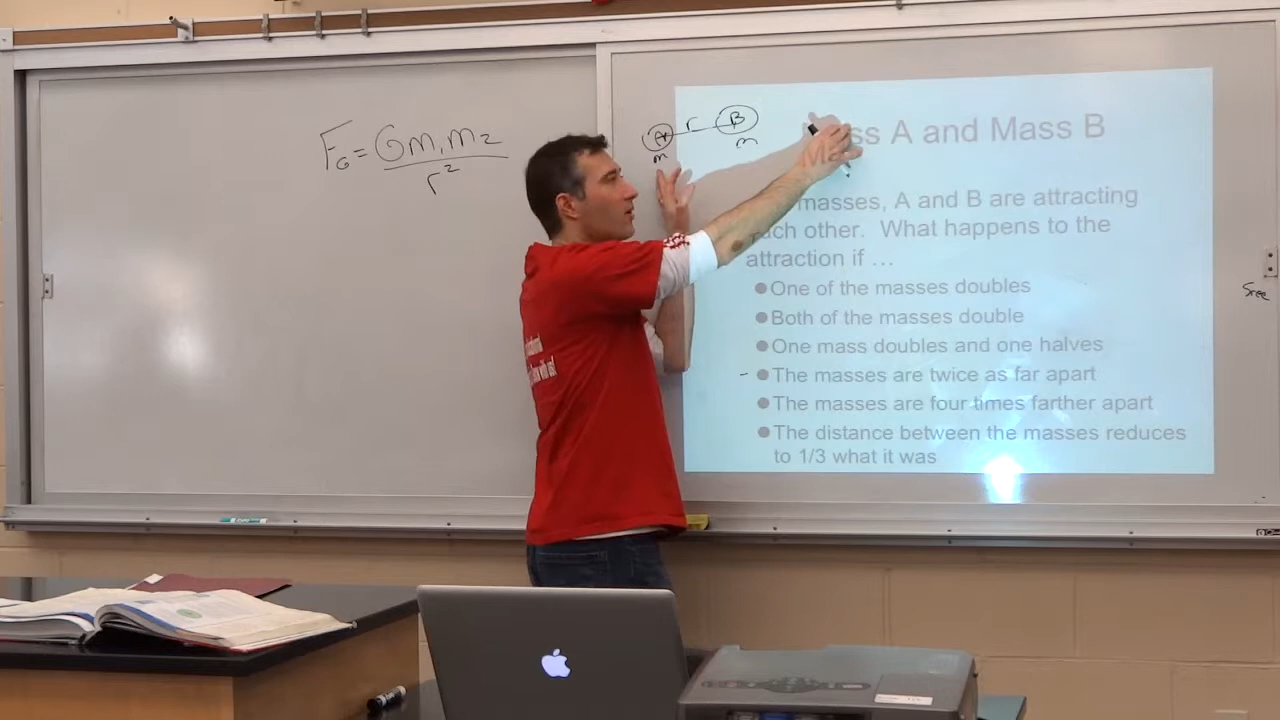 F_G = Gm₁m₂
r²
A r B
m m
Mass A and Mass B
masses, A and B are attracting
each other. What happens to the
attraction if …
●One of the masses doubles
●Both of the masses double
●One mass doubles and one halves
- ●The masses are twice as far apart
●The masses are four times farther apart
●The distance between the masses reduces
to 1/3 what it was